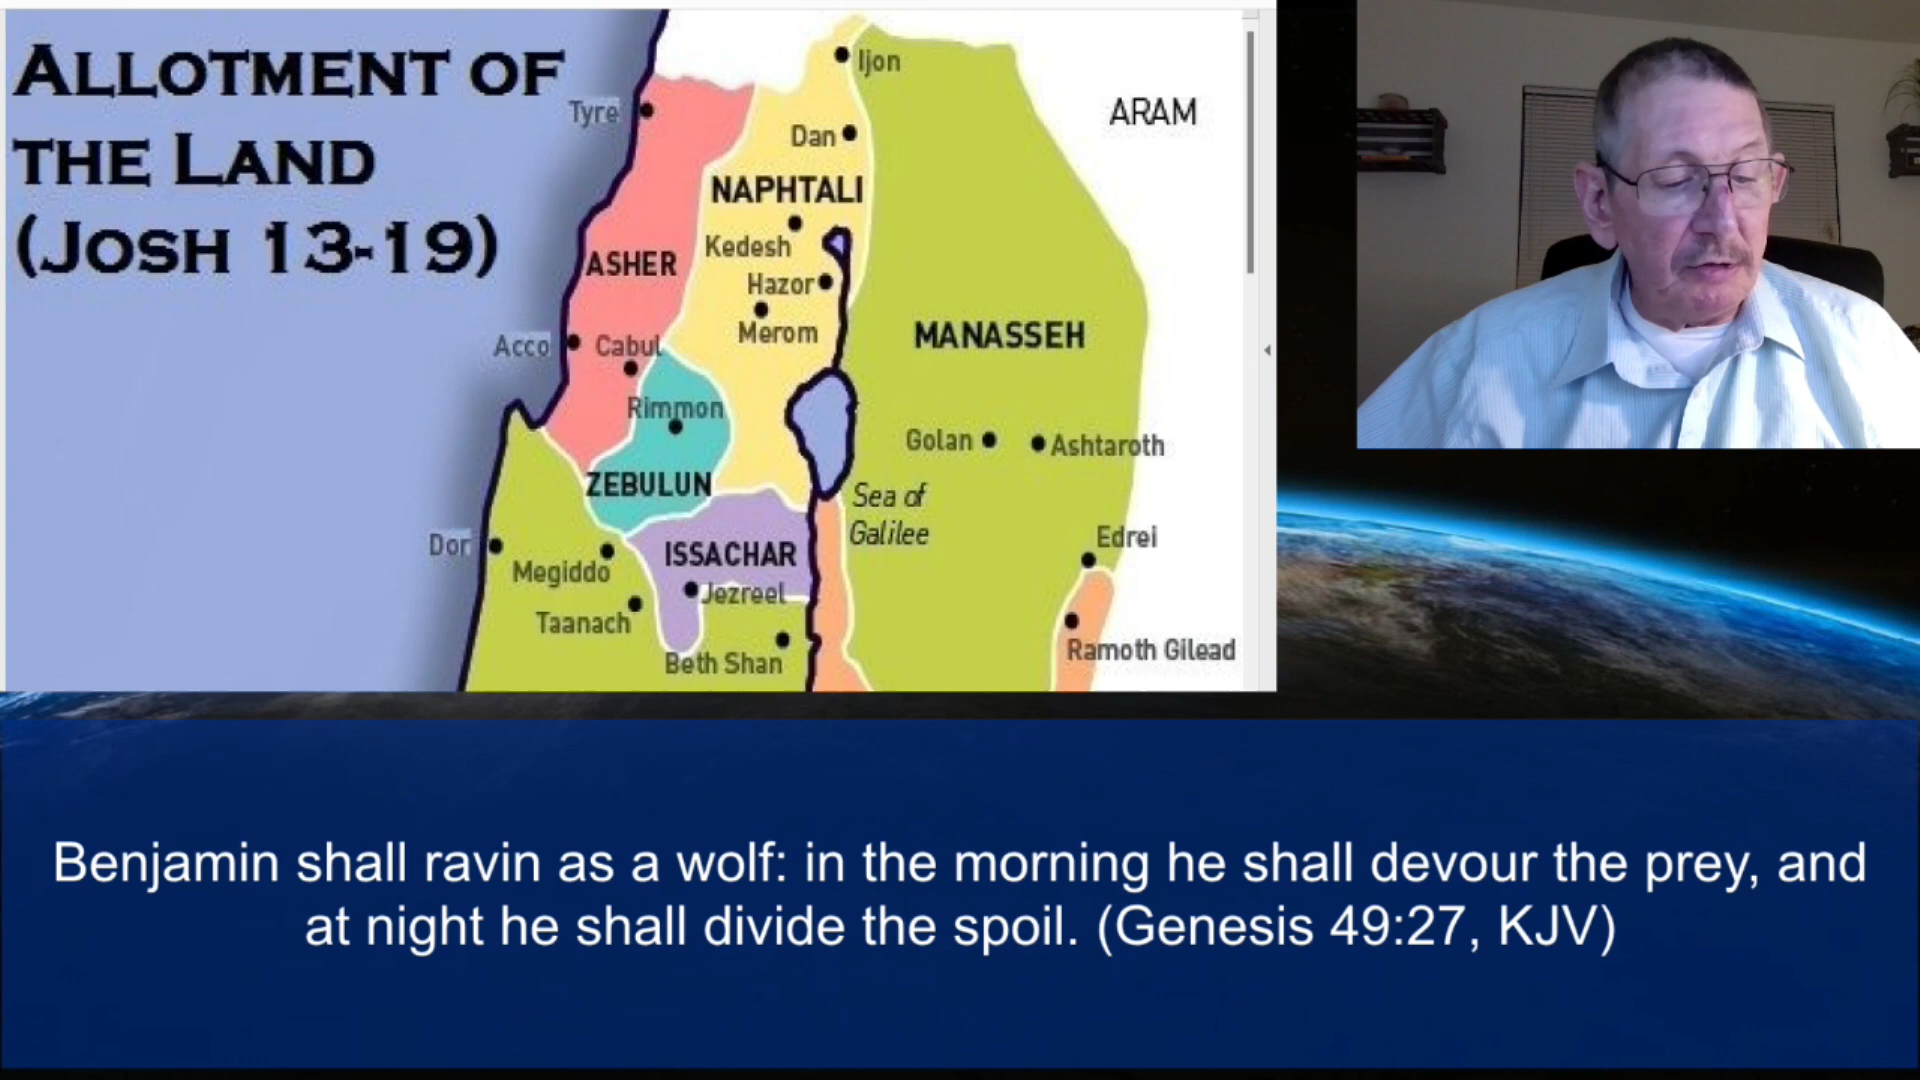 ALLOTMENT OF
THE LAND
(JOSH 13-19)
Ijon
Tyre
ARAM
Dan
NAPHTALI
Kedesh
ASHER
Hazor
Merom
MANASSEH
Acco
Cabul
Rimmon
Golan
Ashtaroth
ZEBULUN
Sea of
Galilee
Edrei
Dor
ISSACHAR
Megiddo
Jezreel
Taanach
Ramoth Gilead
Beth Shan
Benjamin shall ravin as a wolf: in the morning he shall devour the prey, and
at night he shall divide the spoil. (Genesis 49:27, KJV)